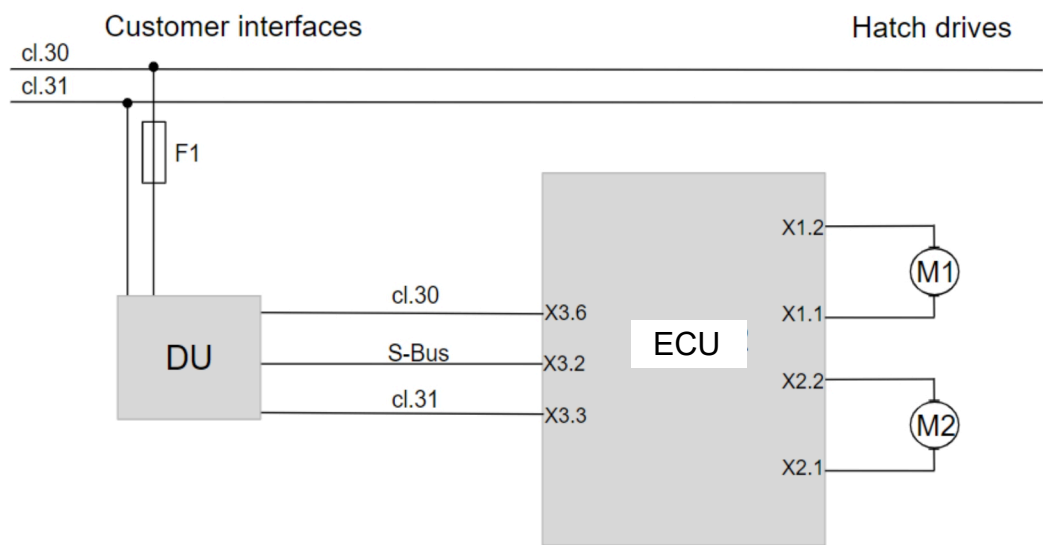 Customer interfaces
Hatch drives
cl.30
cl.31
F1
X1.2
M1
cl.30
X3.6
X1.1
ECU
DU
S-Bus
X3.2
X2.2
cl.31
X3.3
M2
X2.1